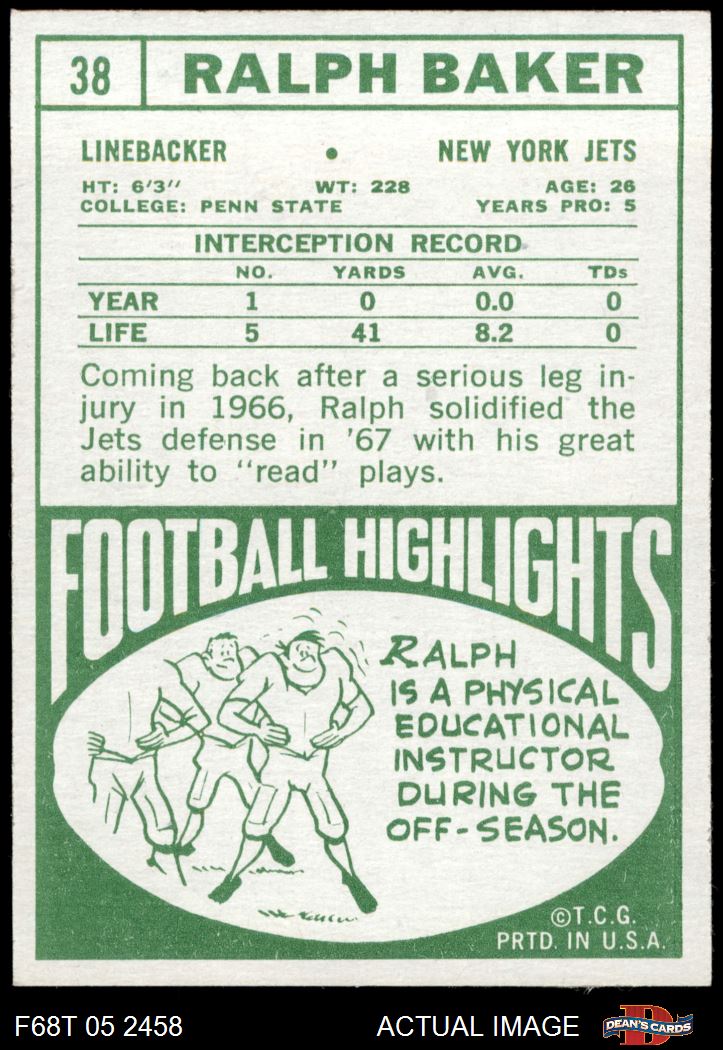 38 RALPH BAKER
LINEBACKER • NEW YORK JETS
HT: 6'3" WT: 228 AGE: 26
COLLEGE: PENN STATE YEARS PRO: 5
INTERCEPTION RECORD
NO. YARDS AVG. TDs
YEAR 1 0 0.0 0
LIFE 5 41 8.2 0
Coming back after a serious leg in-
jury in 1966, Ralph solidified the
Jets defense in '67 with his great
ability to "read" plays.
FOOTBALL HIGHLIGHTS
RALPH
IS A PHYSICAL
EDUCATIONAL
INSTRUCTOR
DURING THE
OFF-SEASON.
©T.C.G.
PRTD. IN U.S.A.
F68T 05 2458 ACTUAL IMAGE D DEAN'S CARDS